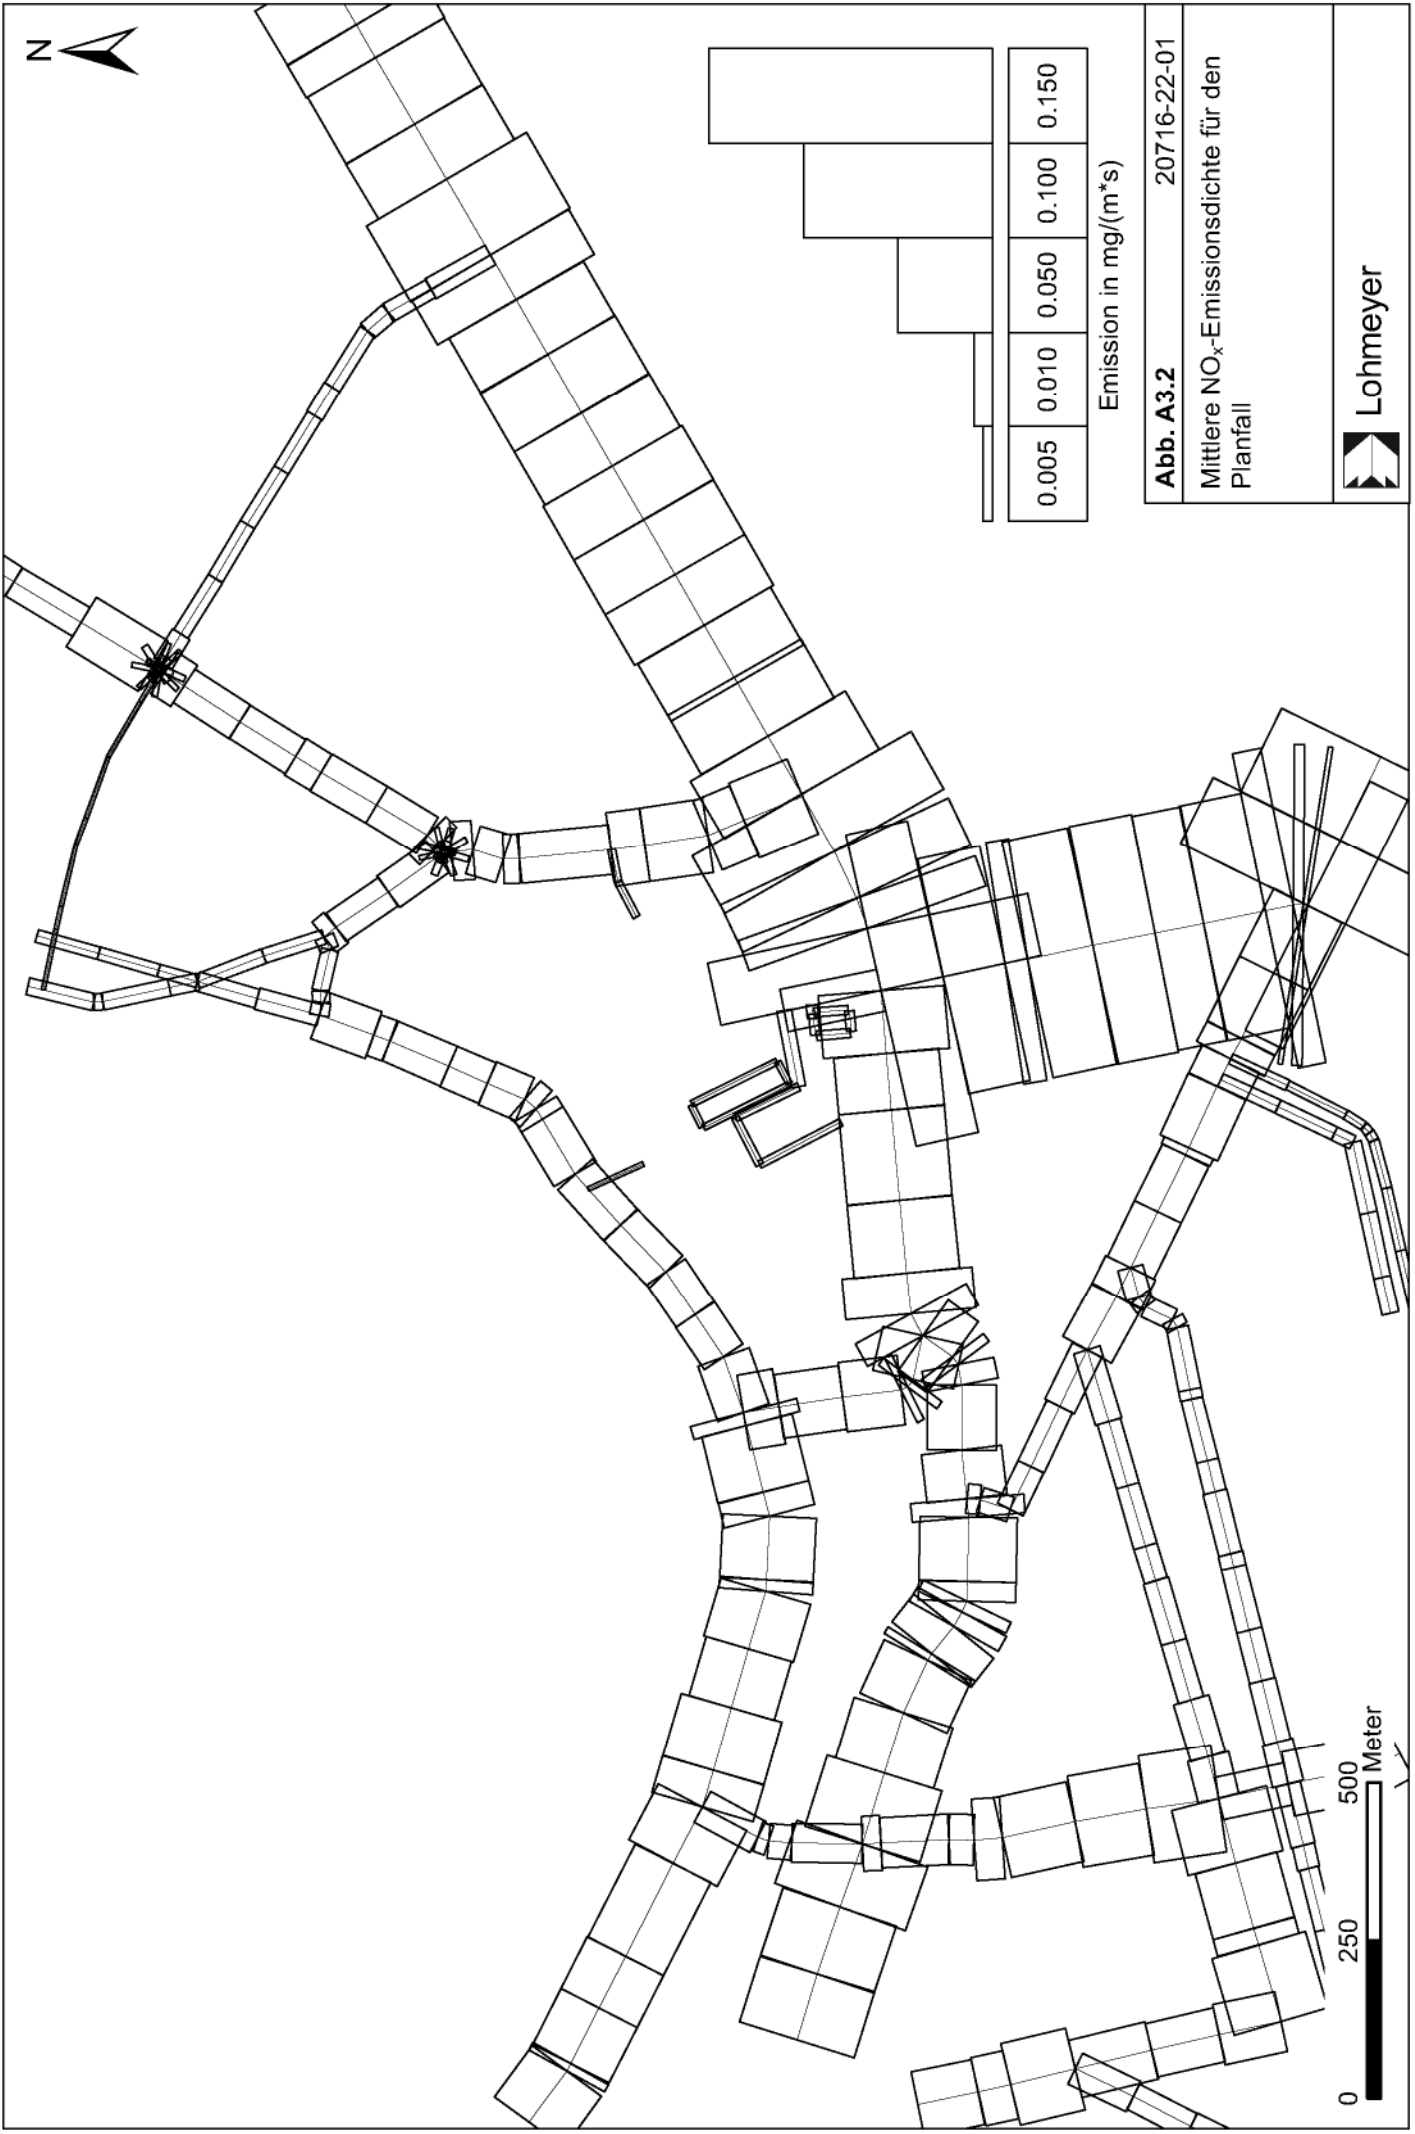 N
0.005 0.010 0.050 0.100 0.150
Emission in mg/(m*s)
Abb. A3.2 20716-22-01
Mittlere NOₓ-Emissionsdichte für den
Planfall
Lohmeyer
0 250 500
Meter